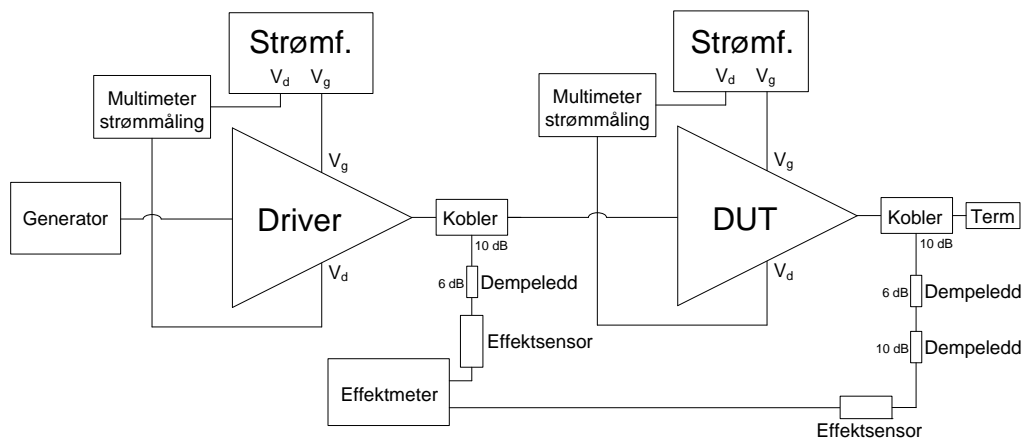 Strømf.
V_d V_g
Multimeter
strømmåling
V_g
Generator
Driver
V_d
Kobler
10 dB
6 dB Dempeledd
Effektsensor
Effektmeter
Strømf.
V_d V_g
Multimeter
strømmåling
V_g
DUT
V_d
Kobler
Term
10 dB
6 dB Dempeledd
10 dB Dempeledd
Effektsensor